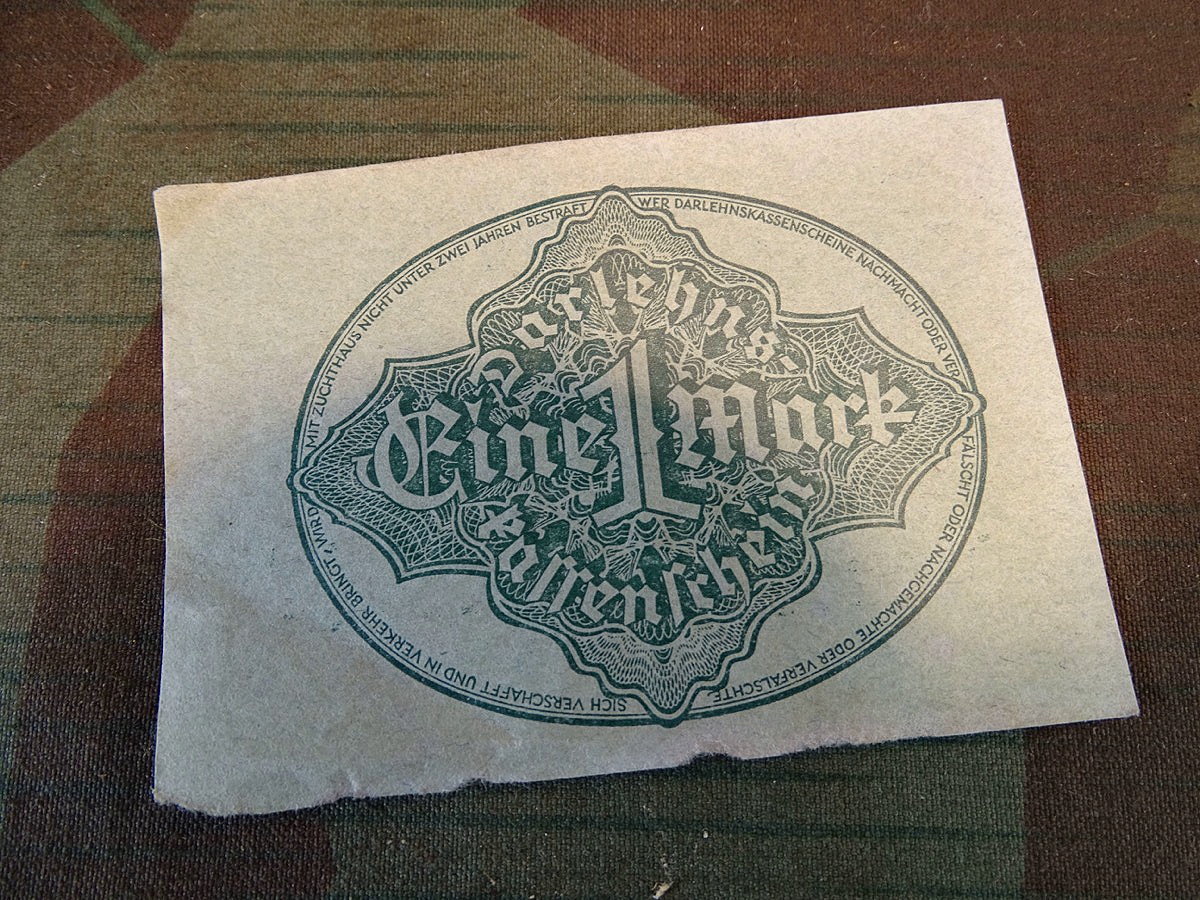 WER DARLEHNSKASSENSCHEINE NACHMACHT ODER VERFÄLSCHT ODER NACHGEMACHTE ODER VERFÄLSCHTE SICH VERSCHAFFT UND IN VERKEHR BRINGT, WIRD MIT ZUCHTHAUS NICHT UNTER ZWEI JAHREN BESTRAFT
Darlehns-
Eine 1 Mark
kassenschein